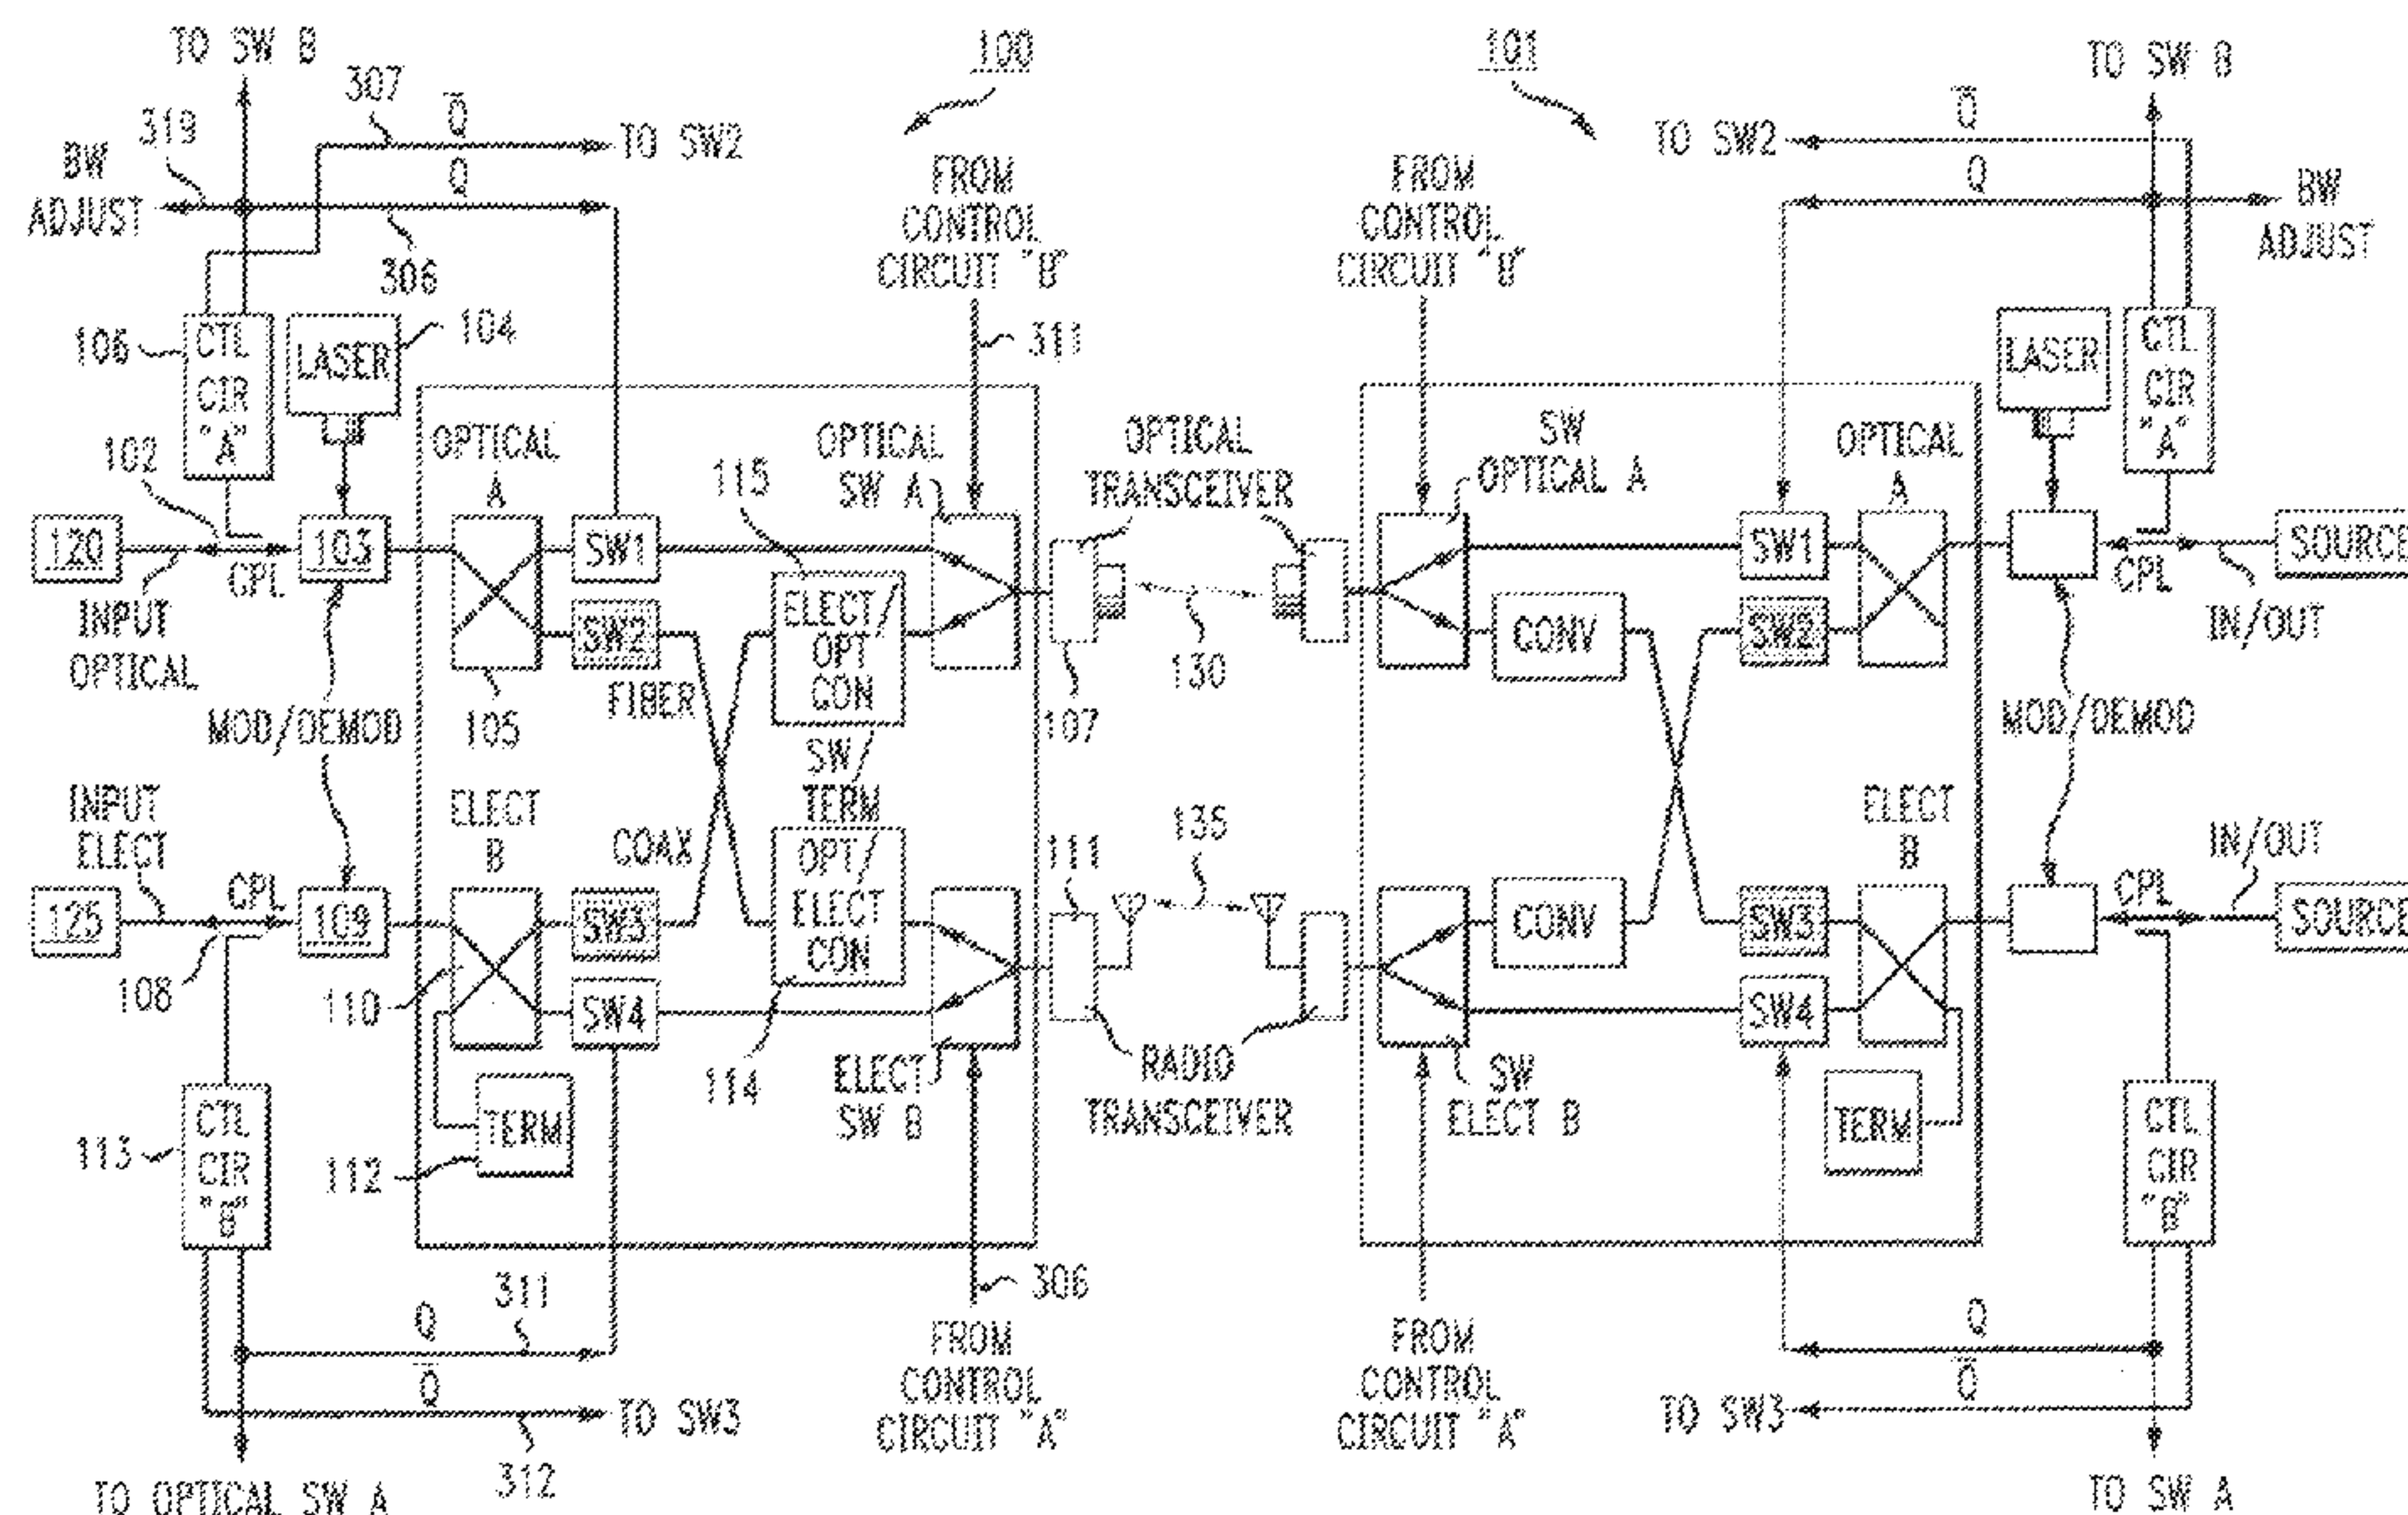 TO SW B
307
319
BW
ADJUST
Q̄
TO SW2
Q
306
100
101
FROM
CONTROL
CIRCUIT "B"
311
FROM
CONTROL
CIRCUIT "B"
TO SW B
Q̄
TO SW2
Q
BW
ADJUST
106
CTL
CIR
"A"
LASER
104
102
120
INPUT
OPTICAL
CPL
103
MOD/DEMOD
OPTICAL
A
105
SW1
SW2
FIBER
115
ELECT/
OPT
CON
SW/
TERM
OPTICAL
SW A
OPTICAL
TRANSCEIVER
107
130
SW
OPTICAL A
CONV
SW1
SW2
OPTICAL
A
LASER
CTL
CIR
"A"
CPL
SOURCE
IN/OUT
MOD/DEMOD
INPUT
ELECT
125
CPL
108
109
ELECT
B
110
COAX
SW3
SW4
OPT/
ELECT
CON
114
TERM
112
ELECT
SW B
111
135
RADIO
TRANSCEIVER
CONV
SW
ELECT B
SW3
SW4
ELECT
B
TERM
CPL
IN/OUT
SOURCE
113
CTL
CIR
"B"
Q
311
Q̄
TO SW3
312
TO OPTICAL SW A
306
FROM
CONTROL
CIRCUIT "A"
FROM
CONTROL
CIRCUIT "A"
CTL
CIR
"B"
Q
Q̄
TO SW3
TO SW A